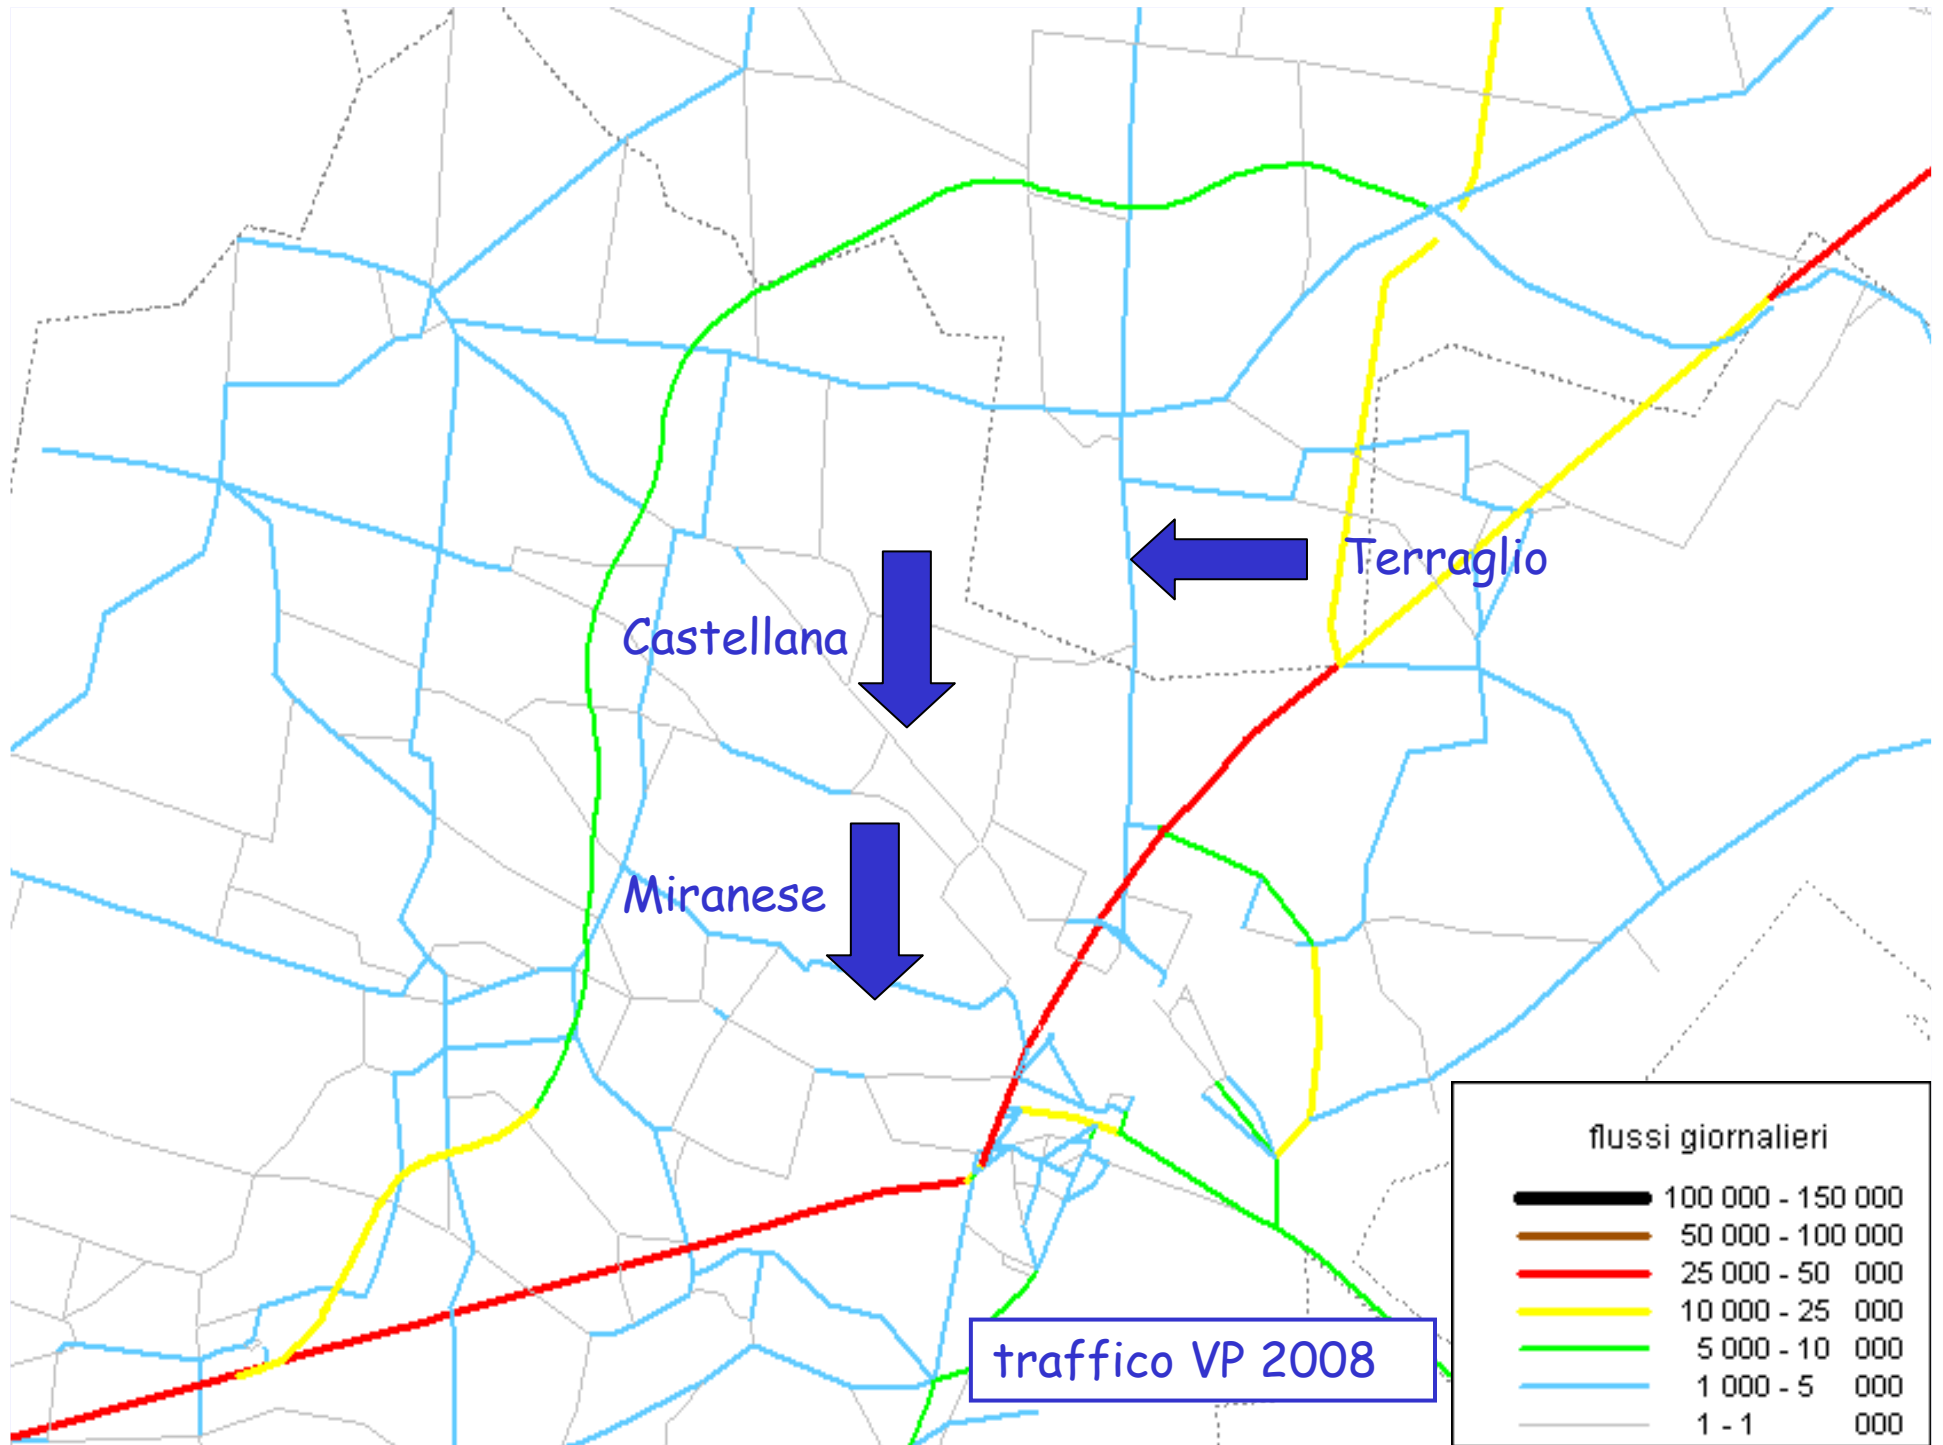 Terraglio
Castellana
Miranese
traffico VP 2008
flussi giornalieri
100 000 - 150 000
50 000 - 100 000
25 000 - 50 000
10 000 - 25 000
5 000 - 10 000
1 000 - 5 000
1 - 1 000